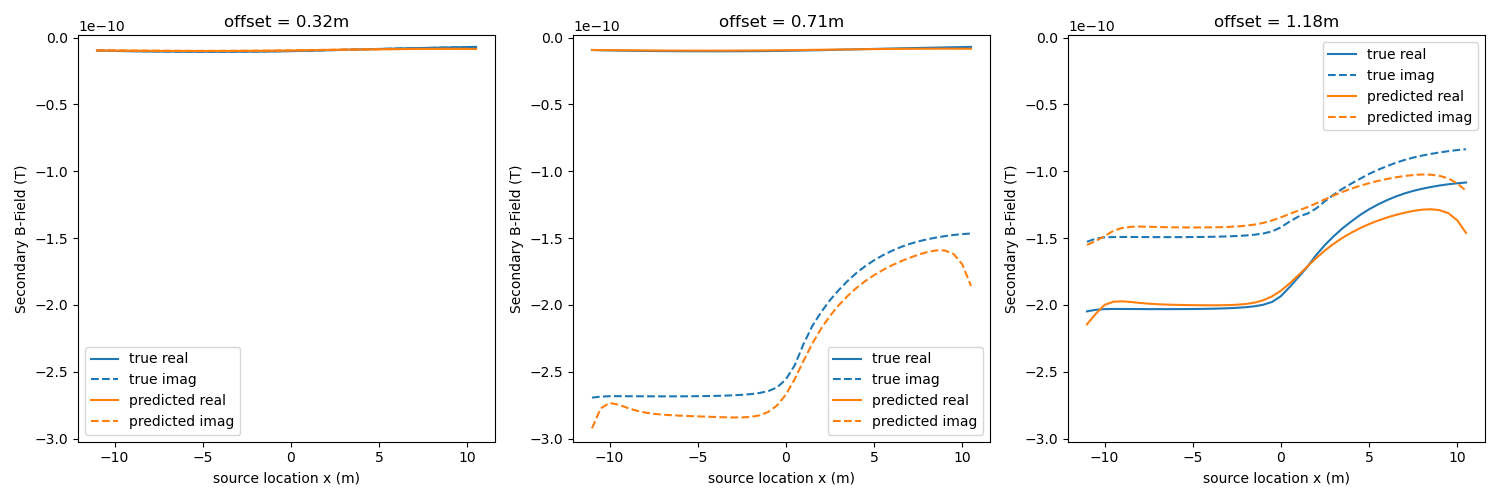 offset = 0.32m
1e−10
0.0
−0.5
−1.0
−1.5
−2.0
−2.5
−3.0
Secondary B-Field (T)
true real
true imag
predicted real
predicted imag
−10
−5
0
5
10
source location x (m)
offset = 0.71m
1e−10
0.0
−0.5
−1.0
−1.5
−2.0
−2.5
−3.0
Secondary B-Field (T)
true real
true imag
predicted real
predicted imag
−10
−5
0
5
10
source location x (m)
offset = 1.18m
1e−10
0.0
−0.5
−1.0
−1.5
−2.0
−2.5
−3.0
Secondary B-Field (T)
true real
true imag
predicted real
predicted imag
−10
−5
0
5
10
source location x (m)